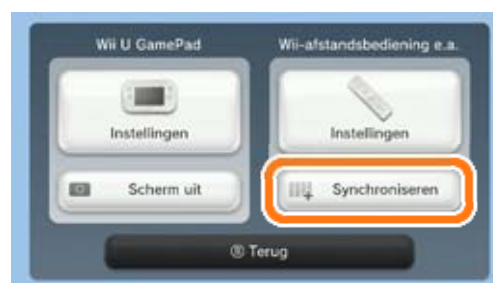 Wii U GamePad
Wii-afstandsbediening e.a.
Instellingen
Instellingen
Scherm uit
Synchroniseren
Ⓑ Terug